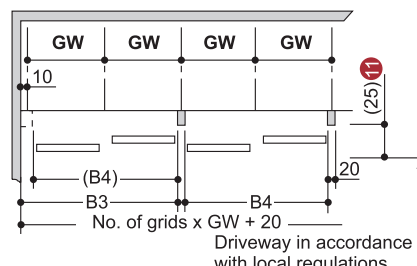 GW GW GW GW
10
(25) 11
20
(B4)
B3 B4
No. of grids x GW + 20
Driveway in accordance
with local regulations